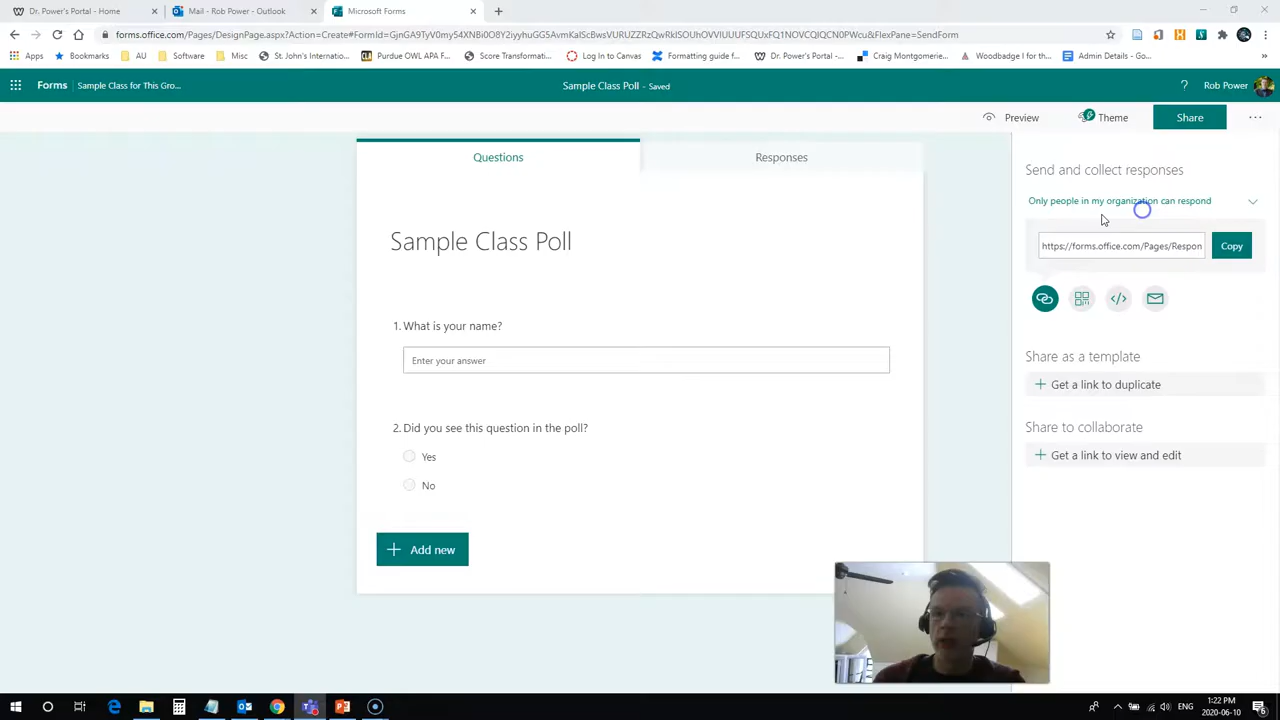 Dr. Power's Portal - Home
Mail - Rob Power - Outlook
Microsoft Forms
forms.office.com/Pages/DesignPage.aspx?Action=Create#FormId=
&FlexPane=SendForm
Apps
Bookmarks
AU
Software
Misc
St. John's Internatio...
Purdue OWL APA F...
Score Transformati...
Log In to Canvas
Formatting guide f...
Dr. Power's Portal -...
Craig Montgomerie...
Woodbadge I for th...
Admin Details - Go...
»
Forms
Sample Class for This Gro...
Sample Class Poll - Saved
?
Rob Power
Preview
Theme
Share
...
Questions
Responses
Send and collect responses
Only people in my organization can respond
https://forms.office.com/Pages/Respon
Copy
Sample Class Poll
1. What is your name?
Enter your answer
2. Did you see this question in the poll?
Yes
No
+ Add new
Share as a template
+ Get a link to duplicate
Share to collaborate
+ Get a link to view and edit
ENG
1:22 PM
2020-06-10